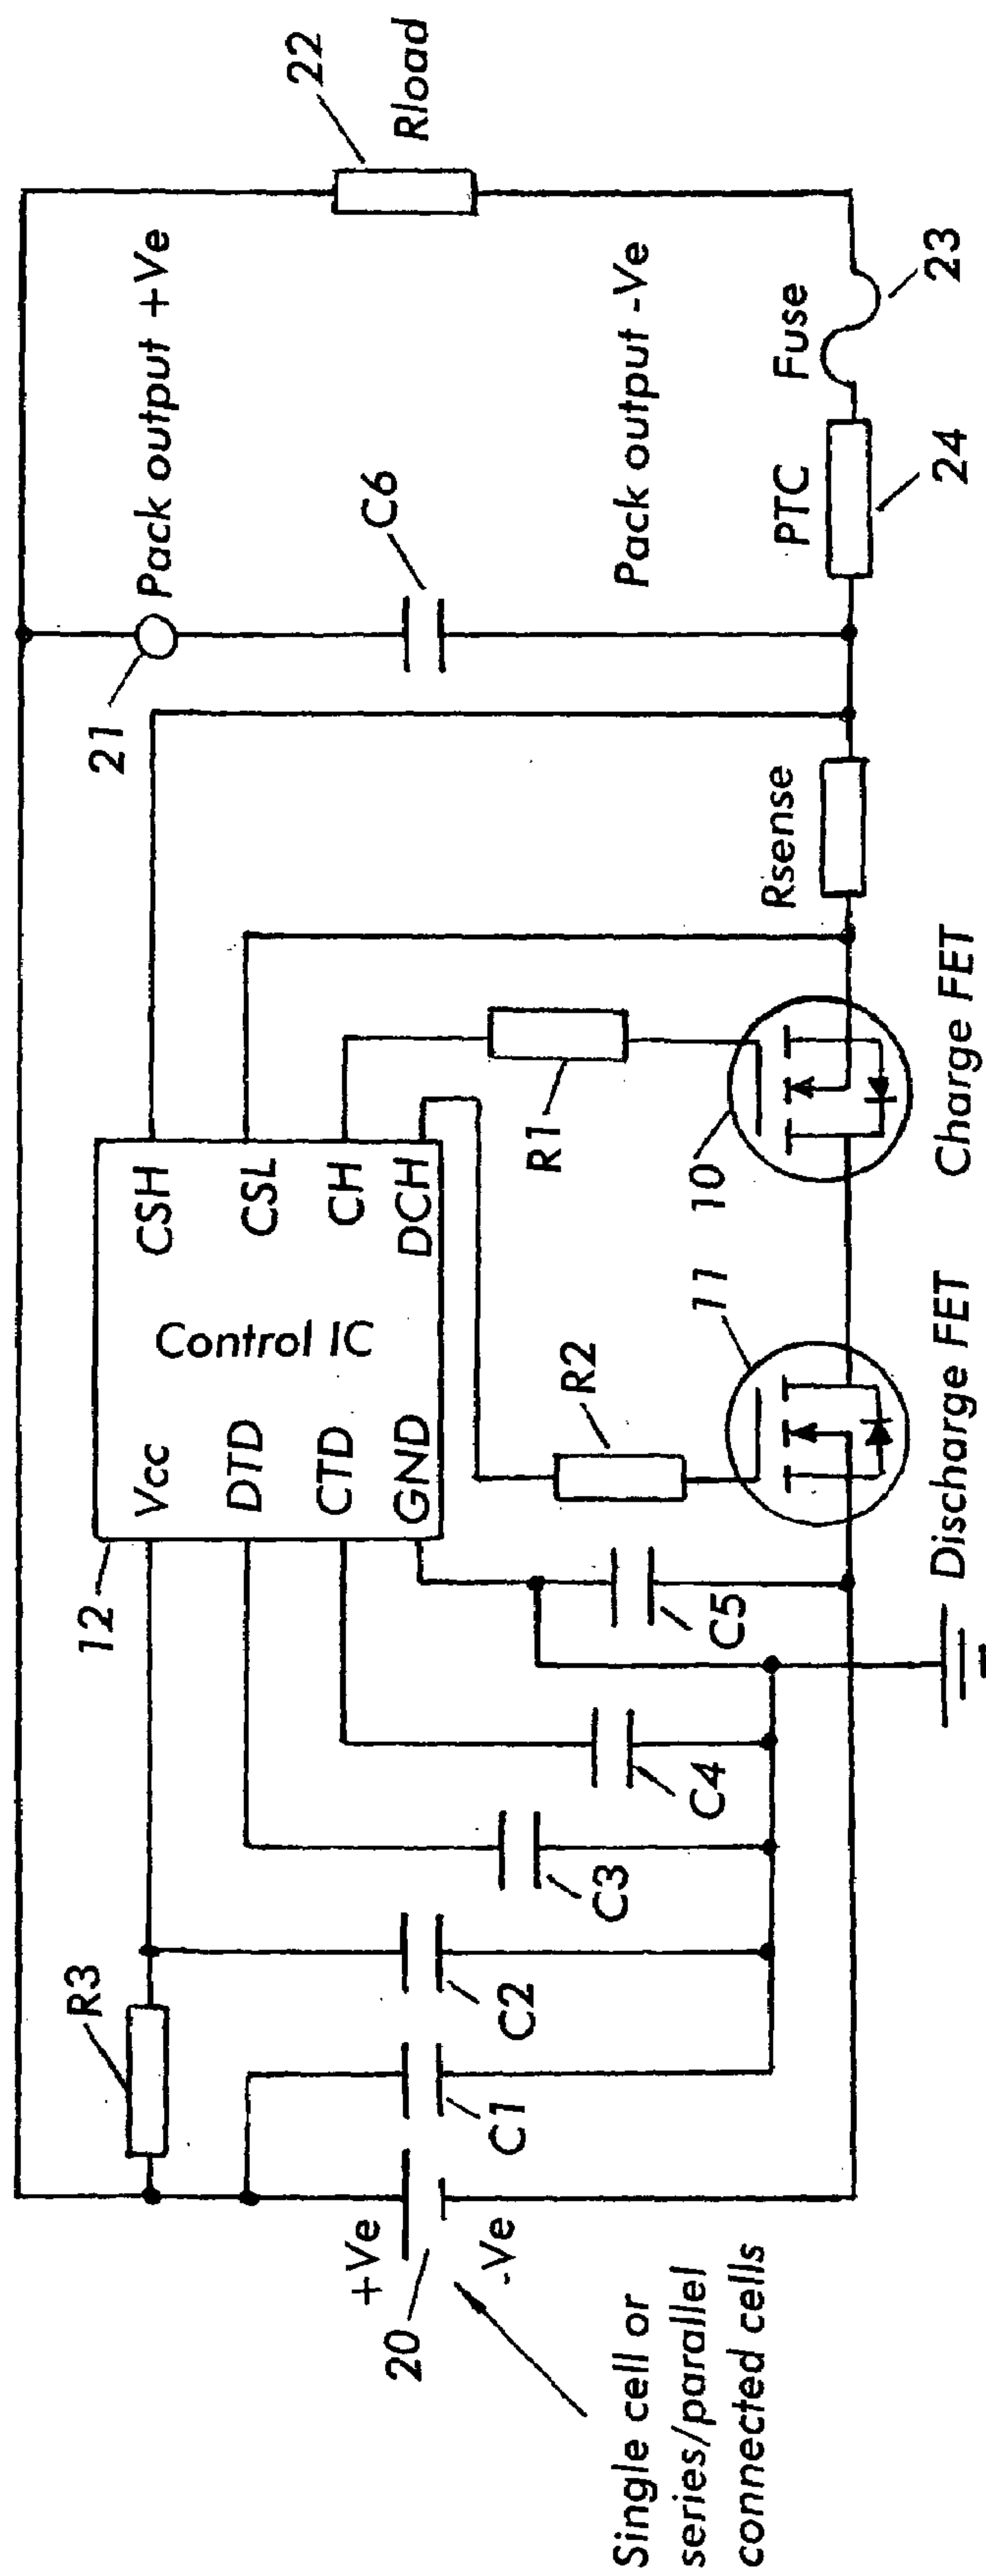 22
Rload
Pack output +Ve
21
C6
Pack output -Ve
Fuse
23
PTC
24
Rsense
CSH
CSL
CH
DCH
Control IC
Vcc
DTD
CTD
GND
12
R1
10
Charge FET
R2
11
Discharge FET
C5
C4
C3
C2
C1
R3
+Ve
-Ve
20
Single cell or
series/parallel
connected cells